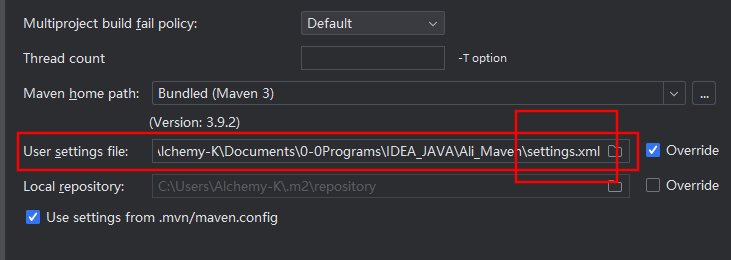 Multiproject build fail policy: Default
Thread count -T option
Maven home path: Bundled (Maven 3) ...
(Version: 3.9.2)
User settings file: \lchemy-K\Documents\0-0Programs\IDEA_JAVA\Ali_Maven\settings.xml Override
Local repository: C:\Users\Alchemy-K\.m2\repository Override
Use settings from .mvn/maven.config